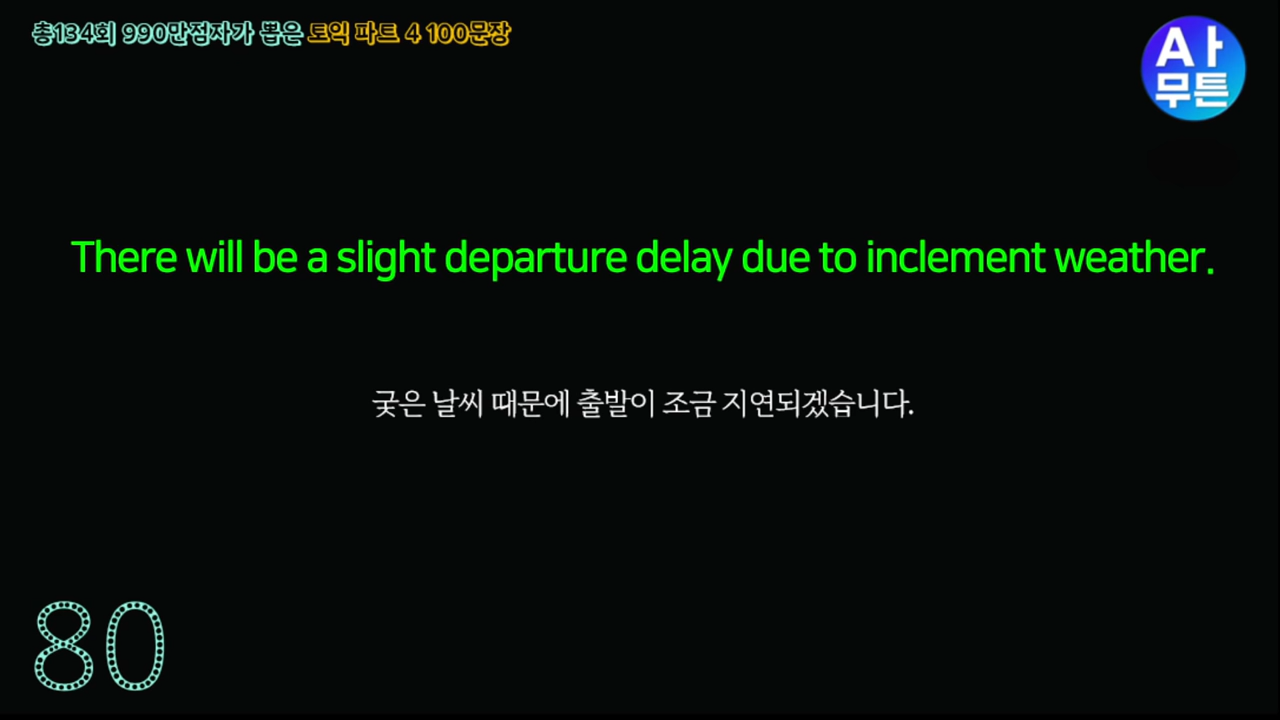 총134회 990만점자가 뽑은 토익 파트 4 100문장
사
무튼
There will be a slight departure delay due to inclement weather.
궂은 날씨 때문에 출발이 조금 지연되겠습니다.
80